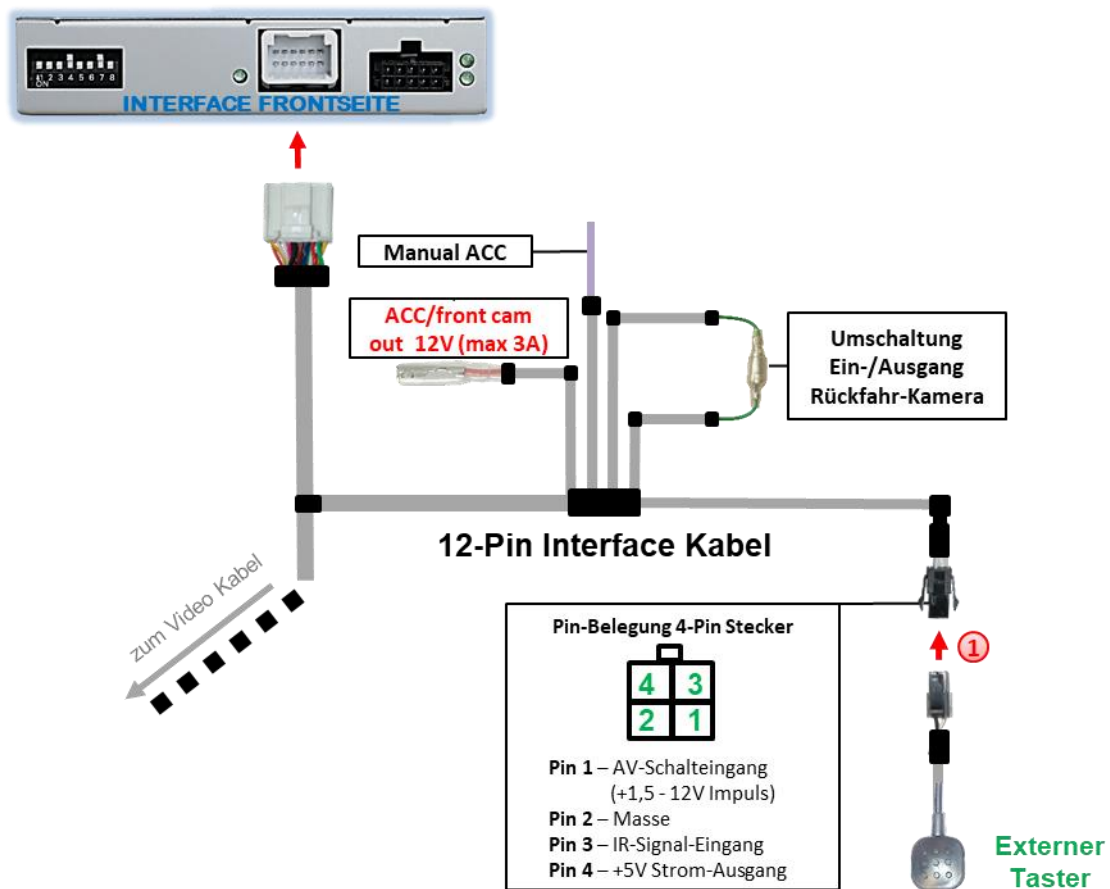 1 2 3 4 5 6 7 8
ON
INTERFACE FRONTSEITE
Manual ACC
ACC/front cam
out 12V (max 3A)
Umschaltung
Ein-/Ausgang
Rückfahr-Kamera
12-Pin Interface Kabel
zum Video Kabel
Pin-Belegung 4-Pin Stecker
4 3
2 1
Pin 1 – AV-Schalteingang
(+1,5 - 12V Impuls)
Pin 2 – Masse
Pin 3 – IR-Signal-Eingang
Pin 4 – +5V Strom-Ausgang
1
Externer
Taster